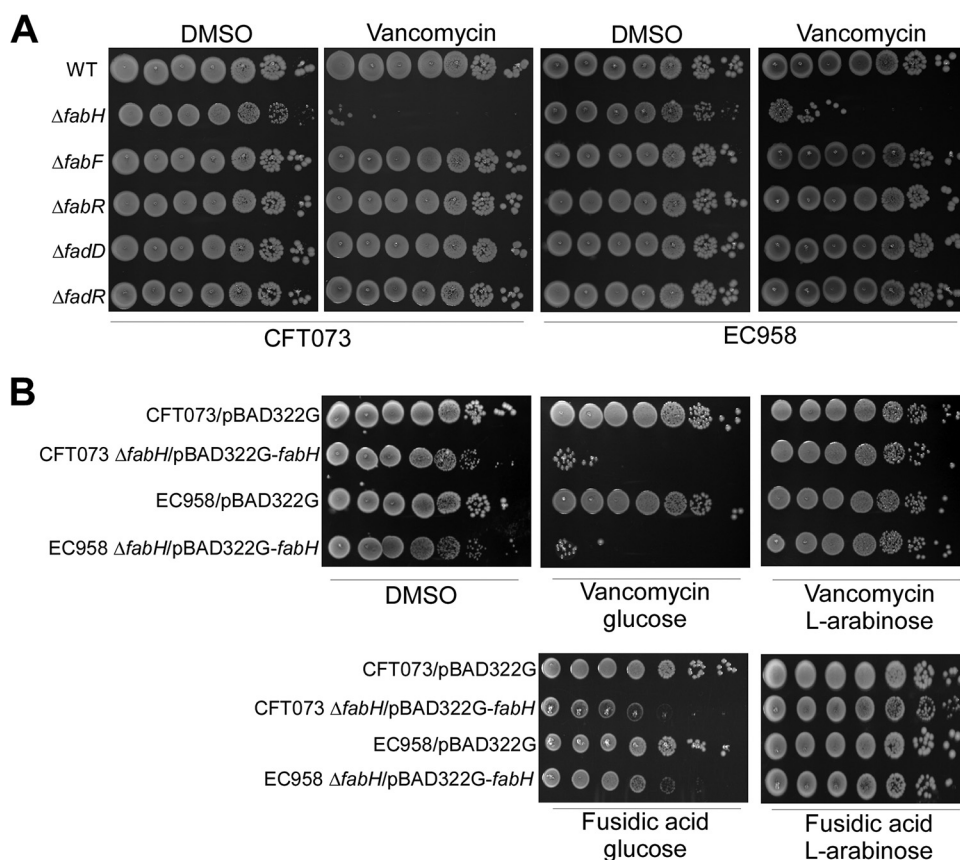 A
DMSO
Vancomycin
DMSO
Vancomycin
WT
ΔfabH
ΔfabF
ΔfabR
ΔfadD
ΔfadR
CFT073
EC958
B
CFT073/pBAD322G
CFT073 ΔfabH/pBAD322G-fabH
EC958/pBAD322G
EC958 ΔfabH/pBAD322G-fabH
DMSO
Vancomycin
glucose
Vancomycin
L-arabinose
CFT073/pBAD322G
CFT073 ΔfabH/pBAD322G-fabH
EC958/pBAD322G
EC958 ΔfabH/pBAD322G-fabH
Fusidic acid
glucose
Fusidic acid
L-arabinose